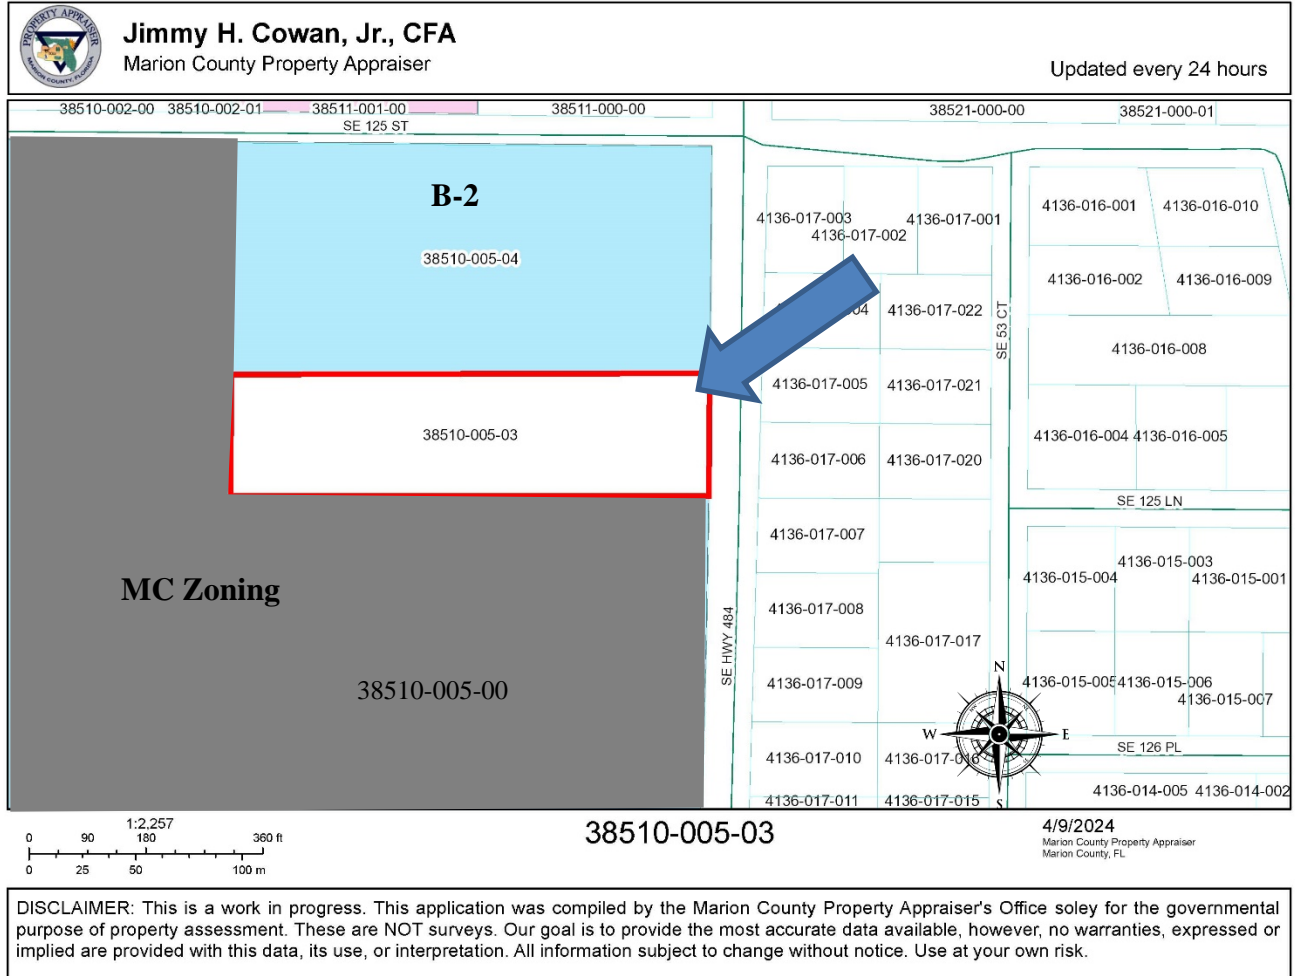 PROPERTY APPRAISER
MARION COUNTY, FLORIDA
Jimmy H. Cowan, Jr., CFA
Marion County Property Appraiser
Updated every 24 hours
38510-002-00 38510-002-01 38511-001-00 38511-000-00 38521-000-00 38521-000-01
SE 125 ST
B-2
38510-005-04
4136-017-003 4136-017-001
4136-017-002
4136-016-001 4136-016-010
4136-016-002 4136-016-009
04 4136-017-022
SE 53 CT
4136-016-008
4136-017-005 4136-017-021
38510-005-03
4136-016-004 4136-016-005
4136-017-006 4136-017-020
SE 125 LN
4136-017-007
4136-015-003
4136-015-004 4136-015-001
MC Zoning
4136-017-008
SE HWY 484
4136-017-017
38510-005-00
4136-017-009
N
4136-015-005 4136-015-006
4136-015-007
W E
S
SE 126 PL
4136-017-010 4136-017-016
4136-014-005 4136-014-002
4136-017-011 4136-017-015
1:2,257
0 90 180 360 ft
0 25 50 100 m
38510-005-03
4/9/2024
Marion County Property Appraiser
Marion County, FL
DISCLAIMER: This is a work in progress. This application was compiled by the Marion County Property Appraiser's Office soley for the governmental
purpose of property assessment. These are NOT surveys. Our goal is to provide the most accurate data available, however, no warranties, expressed or
implied are provided with this data, its use, or interpretation. All information subject to change without notice. Use at your own risk.